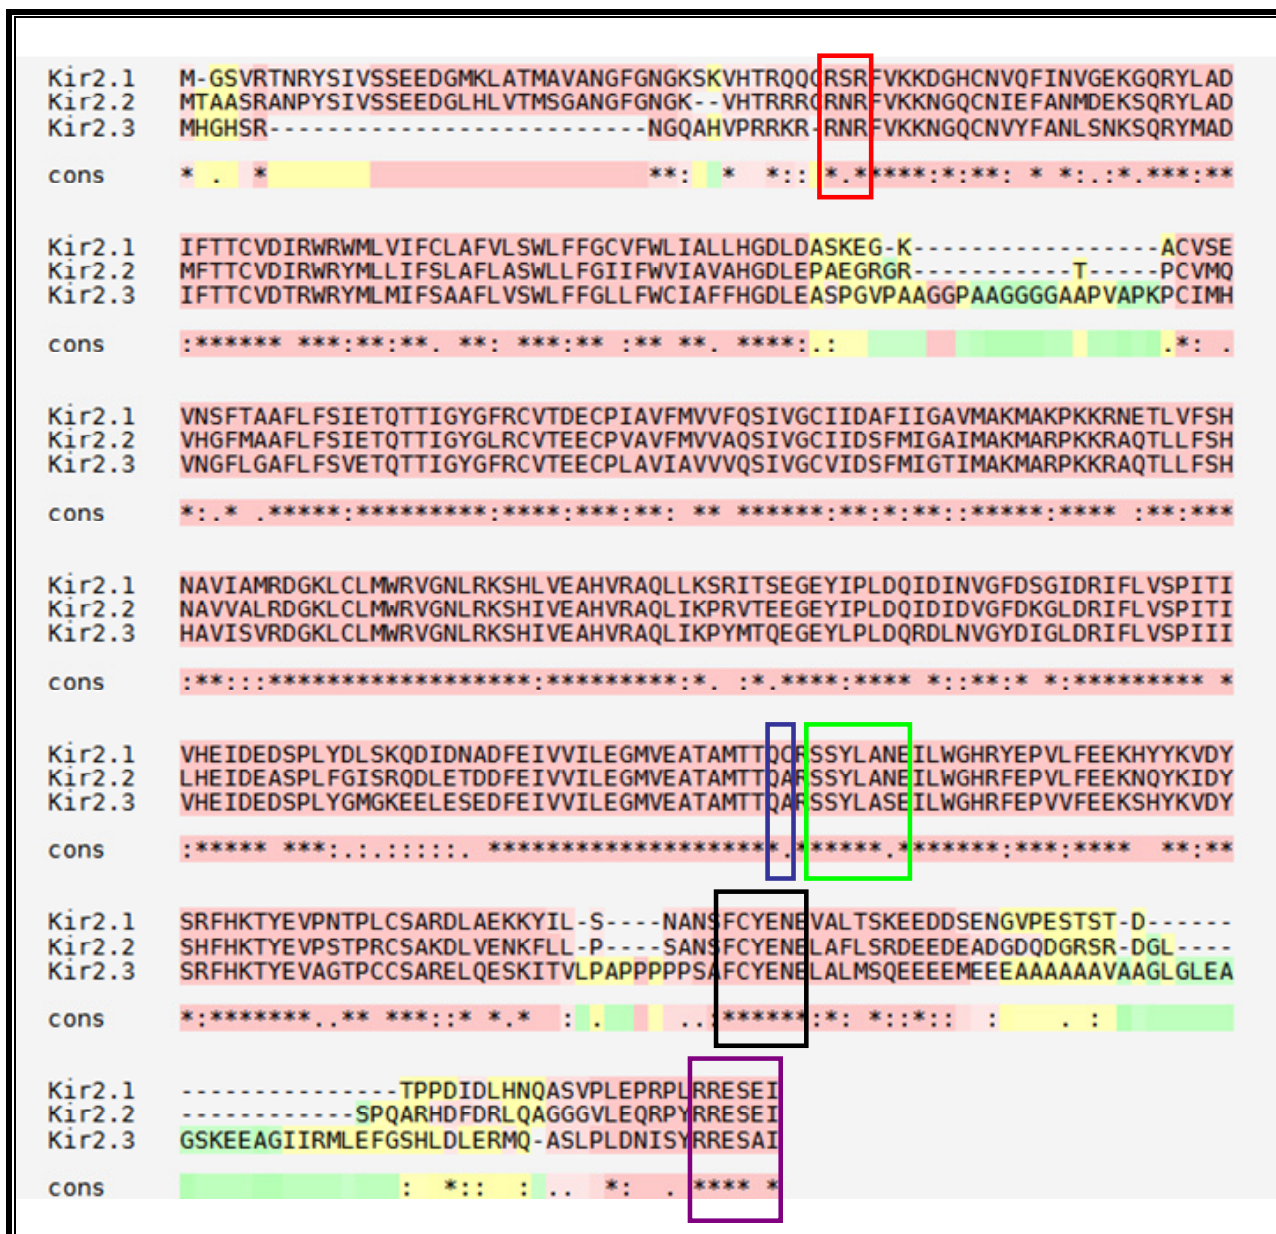 Kir2.1 M-GSVRTNRYSIVSSEEDGMKLATMAVANGFGNGKSKVHTRQQCRSRFVKKDGHCNVQFINVGEKGQRYLAD
Kir2.2 MTAASRANPYSIVSSEEDGLHLVTMSGANGFGNGK--VHTRRRCRNRFVKKNGQCNIEFANMDEKSQRYLAD
Kir2.3 MHGHSR--------------------------NGQAHVPRRKR-RNRFVKKNGQCNVYFANLSNKSQRYMAD
cons * . * **: * *:: *.*****:*:**: * *:.:*.***:**
Kir2.1 IFTTCVDIRWRWMLVIFCLAFVLSWLFFGCVFWLIALLHGDLDASKEG-K-----------------ACVSE
Kir2.2 MFTTCVDIRWRYMLLIFSLAFLASWLLFGIIFWVIAVAHGDLEPAEGRGR-----------T-----PCVMQ
Kir2.3 IFTTCVDTRWRYMLMIFSAAFLVSWLFFGLLFWCIAFFHGDLEASPGVPAAGGPAAGGGGAAPVAPKPCIMH
cons :****** ***:**:**. **: ***:** :** **. ****:.: .*: .
Kir2.1 VNSFTAAFLFSIETQTTIGYGFRCVTDECPIAVFMVVFQSIVGCIIDAFIIGAVMAKMAKPKKRNETLVFSH
Kir2.2 VHGFMAAFLFSIETQTTIGYGLRCVTEECPVAVFMVVAQSIVGCIIDSFMIGAIMAKMARPKKRAQTLLFSH
Kir2.3 VNGFLGAFLFSVETQTTIGYGFRCVTEECPLAVIAVVVQSIVGCVIDSFMIGTIMAKMARPKKRAQTLLFSH
cons *:.* .*****:*********:****:***:**: ** ******:**:*:**::*****:**** :**:***
Kir2.1 NAVIAMRDGKLCLMWRVGNLRKSHLVEAHVRAQLLKSRITSEGEYIPLDQIDINVGFDSGIDRIFLVSPITI
Kir2.2 NAVVALRDGKLCLMWRVGNLRKSHIVEAHVRAQLIKPRVTEEGEYIPLDQIDIDVGFDKGLDRIFLVSPITI
Kir2.3 HAVISVRDGKLCLMWRVGNLRKSHIVEAHVRAQLIKPYMTQEGEYLPLDQRDLNVGYDIGLDRIFLVSPIII
cons :**:::******************:*********:*. :*.****:**** *::**:* *:********* *
Kir2.1 VHEIDEDSPLYDLSKQDIDNADFEIVVILEGMVEATAMTTQCRSSYLANEILWGHRYEPVLFEEKHYYKVDY
Kir2.2 LHEIDEASPLFGISRQDLETDDFEIVVILEGMVEATAMTTQARSSYLANEILWGHRFEPVLFEEKNQYKIDY
Kir2.3 VHEIDEDSPLYGMGKEELESEDFEIVVILEGMVEATAMTTQARSSYLASEILWGHRFEPVVFEEKSHYKVDY
cons :***** ***:.:.:::::. ********************.******.*******:***:**** **:**
Kir2.1 SRFHKTYEVPNTPLCSARDLAEKKYIL-S----NANSFCYENEVALTSKEEDDSENGVPESTST-D------
Kir2.2 SHFHKTYEVPSTPRCSAKDLVENKFLL-P----SANSFCYENELAFLSRDEEDEADGDQDGRSR-DGL----
Kir2.3 SRFHKTYEVAGTPCCSARELQESKITVLPAPPPPPSAFCYENELALMSQEEEEMEEEAAAAAAVAAGLGLEA
cons *:*******..** ***::* *.* : . ..:******:*: *::*:: : . :
Kir2.1 ---------------TPPDIDLHNQASVPLEPRPLRRESEI
Kir2.2 ------------SPQARHDFDRLQAGGGVLEQRPYRRESEI
Kir2.3 GSKEEAGIIRMLEFGSHLDLERMQ-ASLPLDNISYRRESAI
cons : *:: : .. *: . **** *